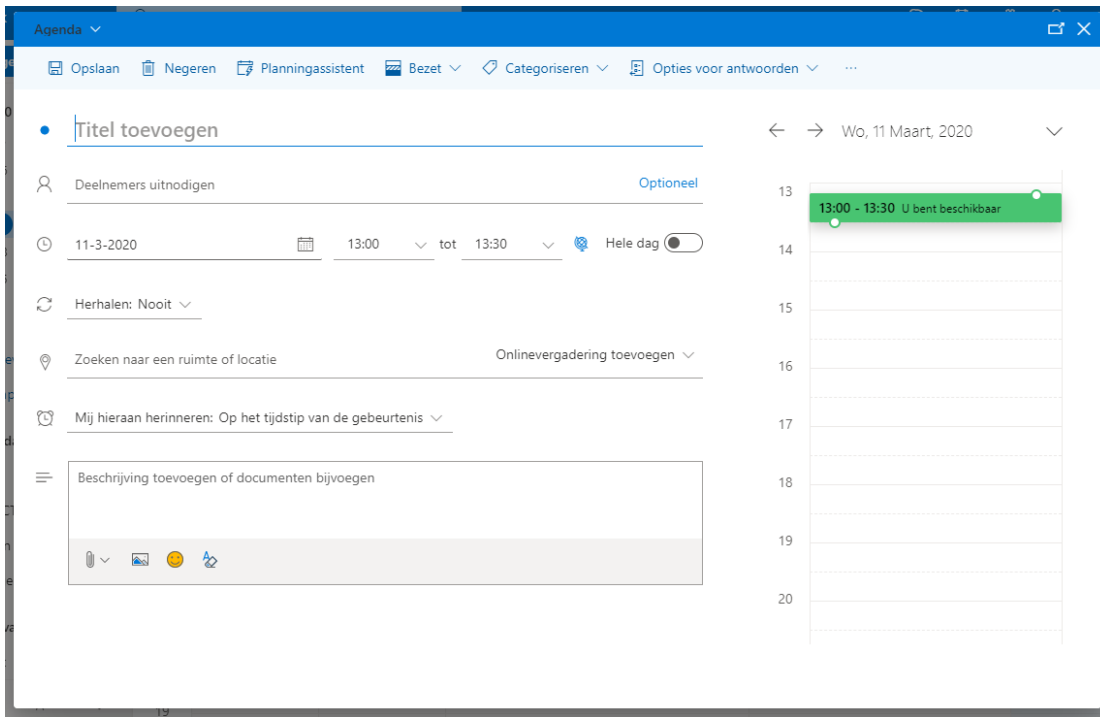 Agenda
Opslaan Negeren Planningassistent Bezet Categoriseren Opties voor antwoorden ...
Titel toevoegen
Deelnemers uitnodigen Optioneel
11-3-2020 13:00 tot 13:30 Hele dag
Herhalen: Nooit
Zoeken naar een ruimte of locatie Onlinevergadering toevoegen
Mij hieraan herinneren: Op het tijdstip van de gebeurtenis
Beschrijving toevoegen of documenten bijvoegen
Wo, 11 Maart, 2020
13
13:00 - 13:30 U bent beschikbaar
14
15
16
17
18
19
20
19